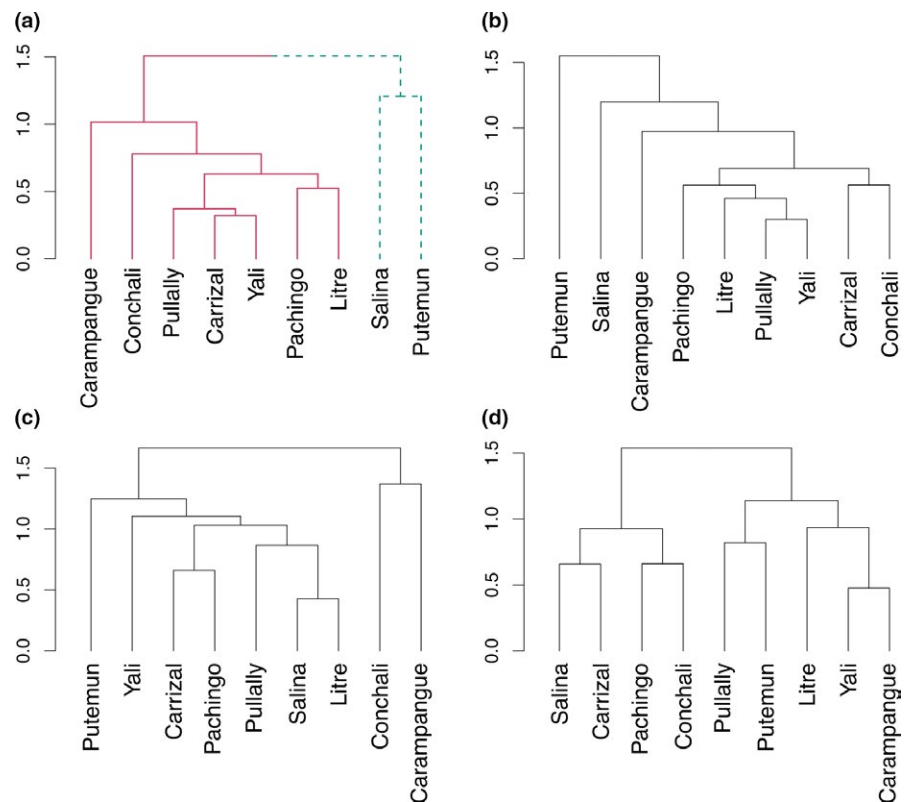 (a)
1.5
1.0
0.5
0.0
Carampangue
Conchali
Pullally
Carrizal
Yali
Pachingo
Litre
Salina
Putemun
(b)
1.5
1.0
0.5
0.0
Putemun
Salina
Carampangue
Pachingo
Litre
Pullally
Yali
Carrizal
Conchali
(c)
1.5
1.0
0.5
0.0
Putemun
Yali
Carrizal
Pachingo
Pullally
Salina
Litre
Conchali
Carampangue
(d)
1.5
1.0
0.5
0.0
Salina
Carrizal
Pachingo
Conchali
Pullally
Putemun
Litre
Yali
Carampangue